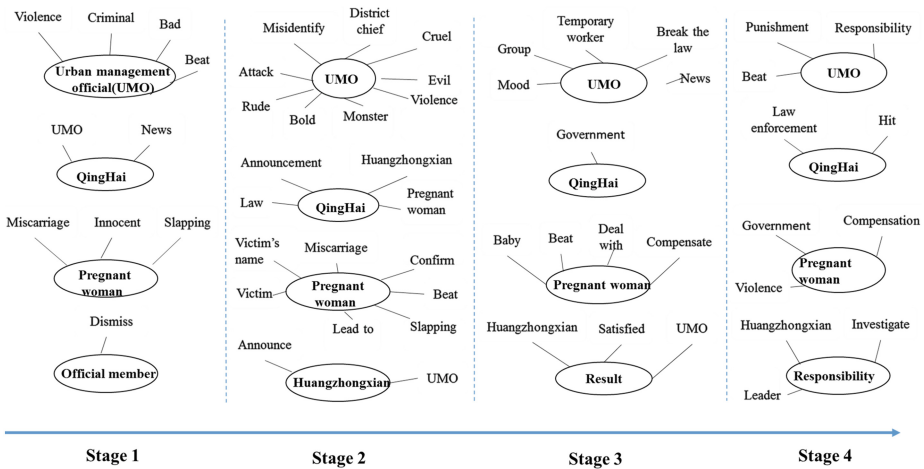 Violence
Criminal
Bad
Beat
Urban management
official(UMO)
UMO
News
QingHai
Miscarriage
Innocent
Slapping
Pregnant
woman
Dismiss
Official member
Stage 1
Misidentify
District
chief
Cruel
Attack
UMO
Evil
Violence
Rude
Bold
Monster
Announcement
Huangzhongxian
Law
QingHai
Pregnant
woman
Victim's
name
Miscarriage
Confirm
Victim
Pregnant
woman
Beat
Lead to
Slapping
Announce
Huangzhongxian
UMO
Stage 2
Temporary
worker
Break the
law
Group
Mood
UMO
News
Government
QingHai
Baby
Beat
Deal
with
Compensate
Pregnant woman
Huangzhongxian
Satisfied
UMO
Result
Stage 3
Punishment
Responsibility
Beat
UMO
Law
enforcement
Hit
QingHai
Government
Compensation
Pregnant
woman
Violence
Huangzhongxian
Investigate
Responsibility
Leader
Stage 4